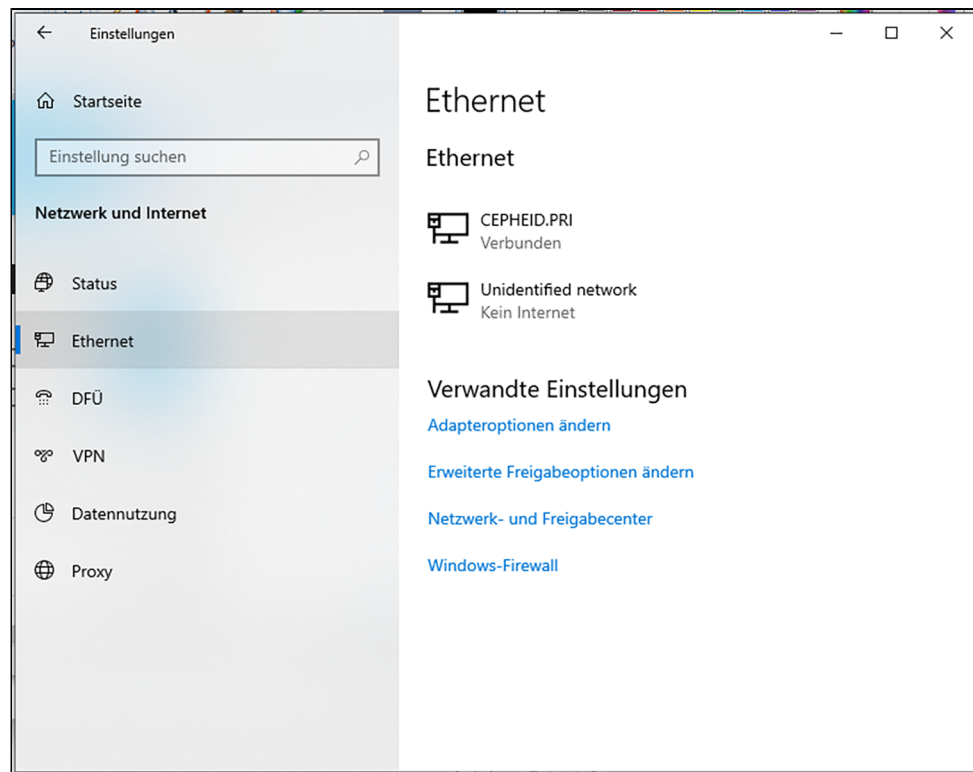 Einstellungen
Startseite
Einstellung suchen
Netzwerk und Internet
Status
Ethernet
DFÜ
VPN
Datennutzung
Proxy
Ethernet
Ethernet
CEPHEID.PRI
Verbunden
Unidentified network
Kein Internet
Verwandte Einstellungen
Adapteroptionen ändern
Erweiterte Freigabeoptionen ändern
Netzwerk- und Freigabecenter
Windows-Firewall